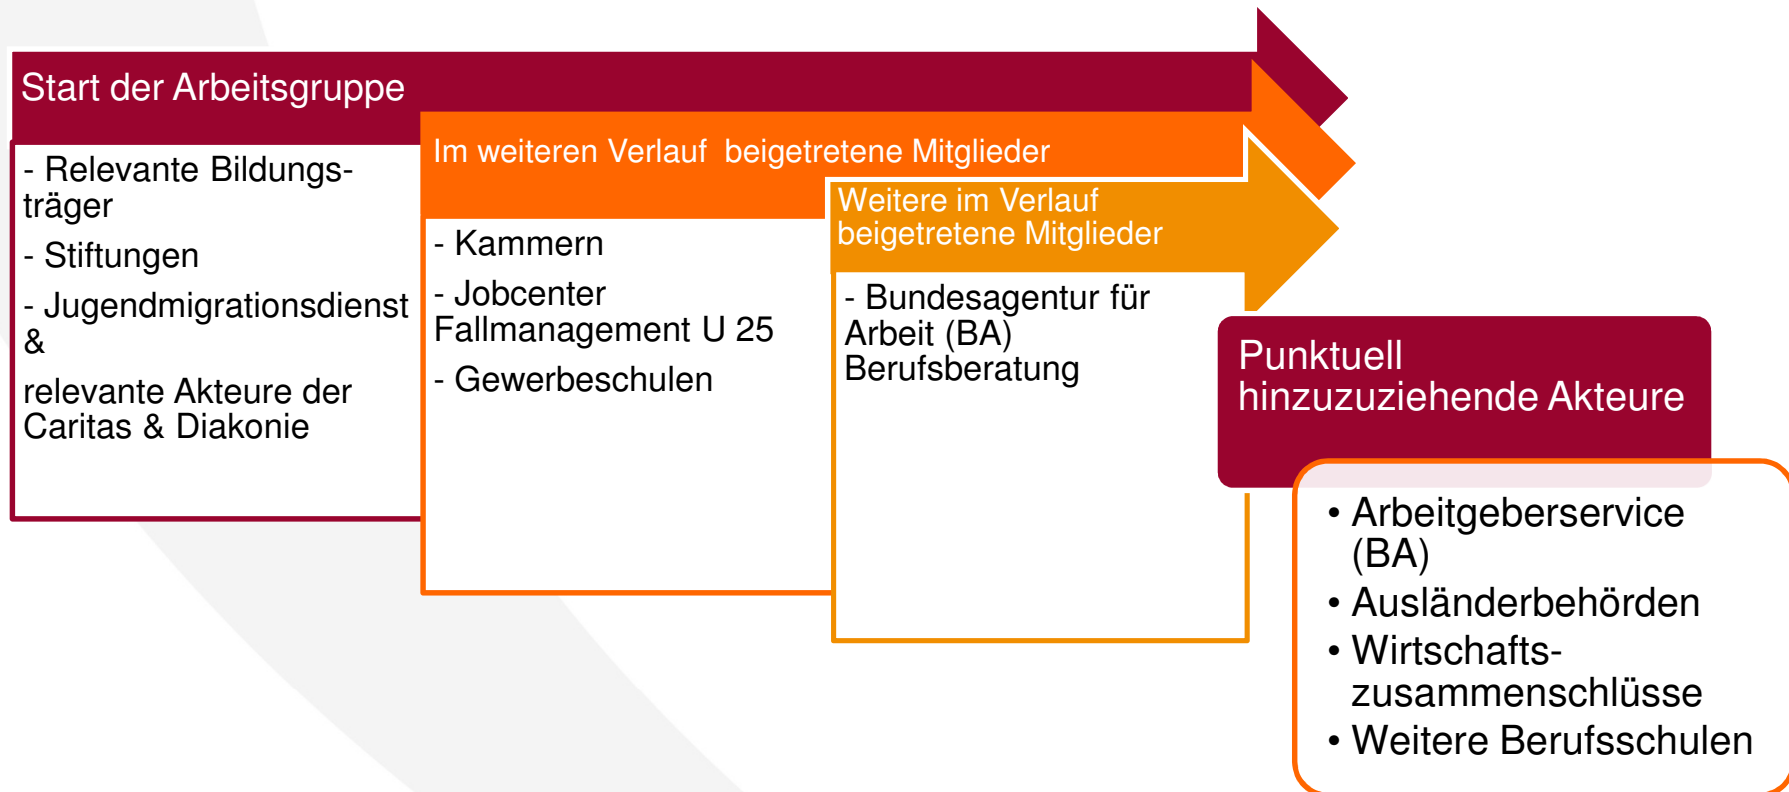 Start der Arbeitsgruppe
- Relevante Bildungs-
träger
- Stiftungen
- Jugendmigrationsdienst
&
relevante Akteure der
Caritas & Diakonie
Im weiteren Verlauf  beigetretene Mitglieder
- Kammern
- Jobcenter
Fallmanagement U 25
- Gewerbeschulen
Weitere im Verlauf
beigetretene Mitglieder
- Bundesagentur für
Arbeit (BA)
Berufsberatung
Punktuell
hinzuzuziehende Akteure
• Arbeitgeberservice
(BA)
• Ausländerbehörden
• Wirtschafts-
zusammenschlüsse
• Weitere Berufsschulen